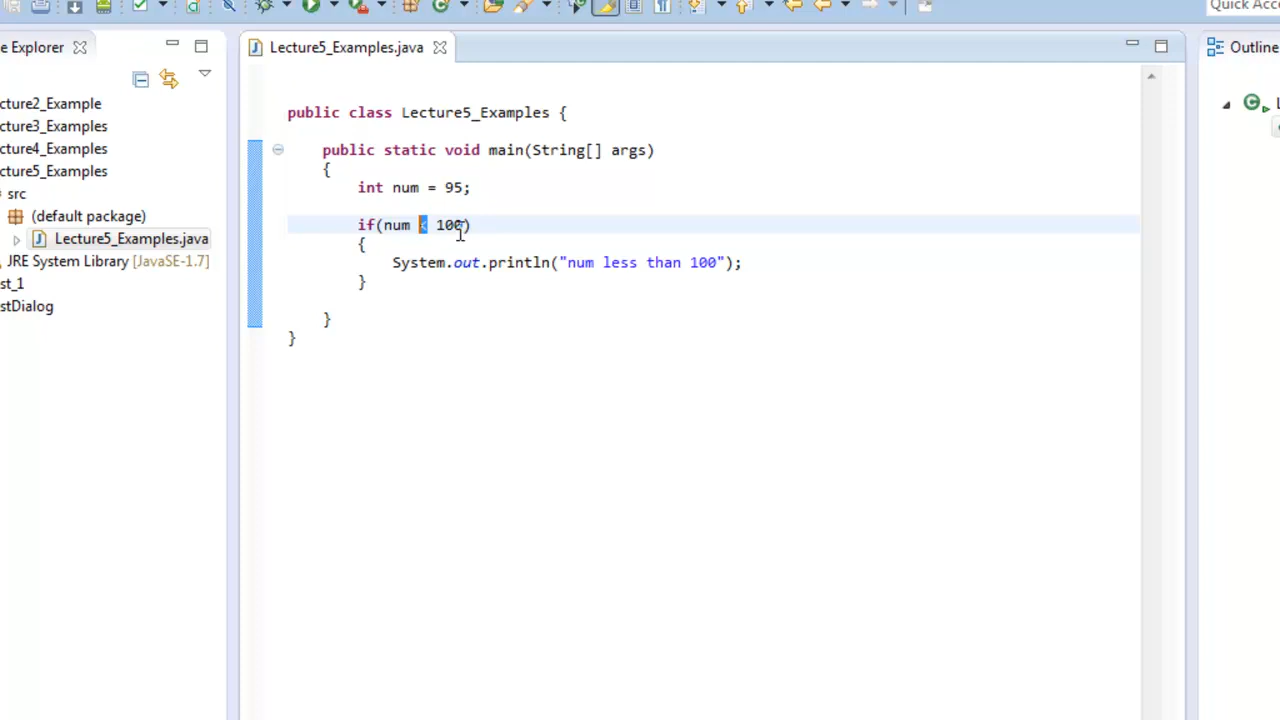 Quick Acce
e Explorer
Lecture5_Examples.java
Outline
cture2_Example
cture3_Examples
cture4_Examples
cture5_Examples
src
(default package)
Lecture5_Examples.java
JRE System Library [JavaSE-1.7]
st_1
stDialog
public class Lecture5_Examples {
public static void main(String[] args)
{
int num = 95;
if(num < 100)
{
System.out.println("num less than 100");
}
}
}
L